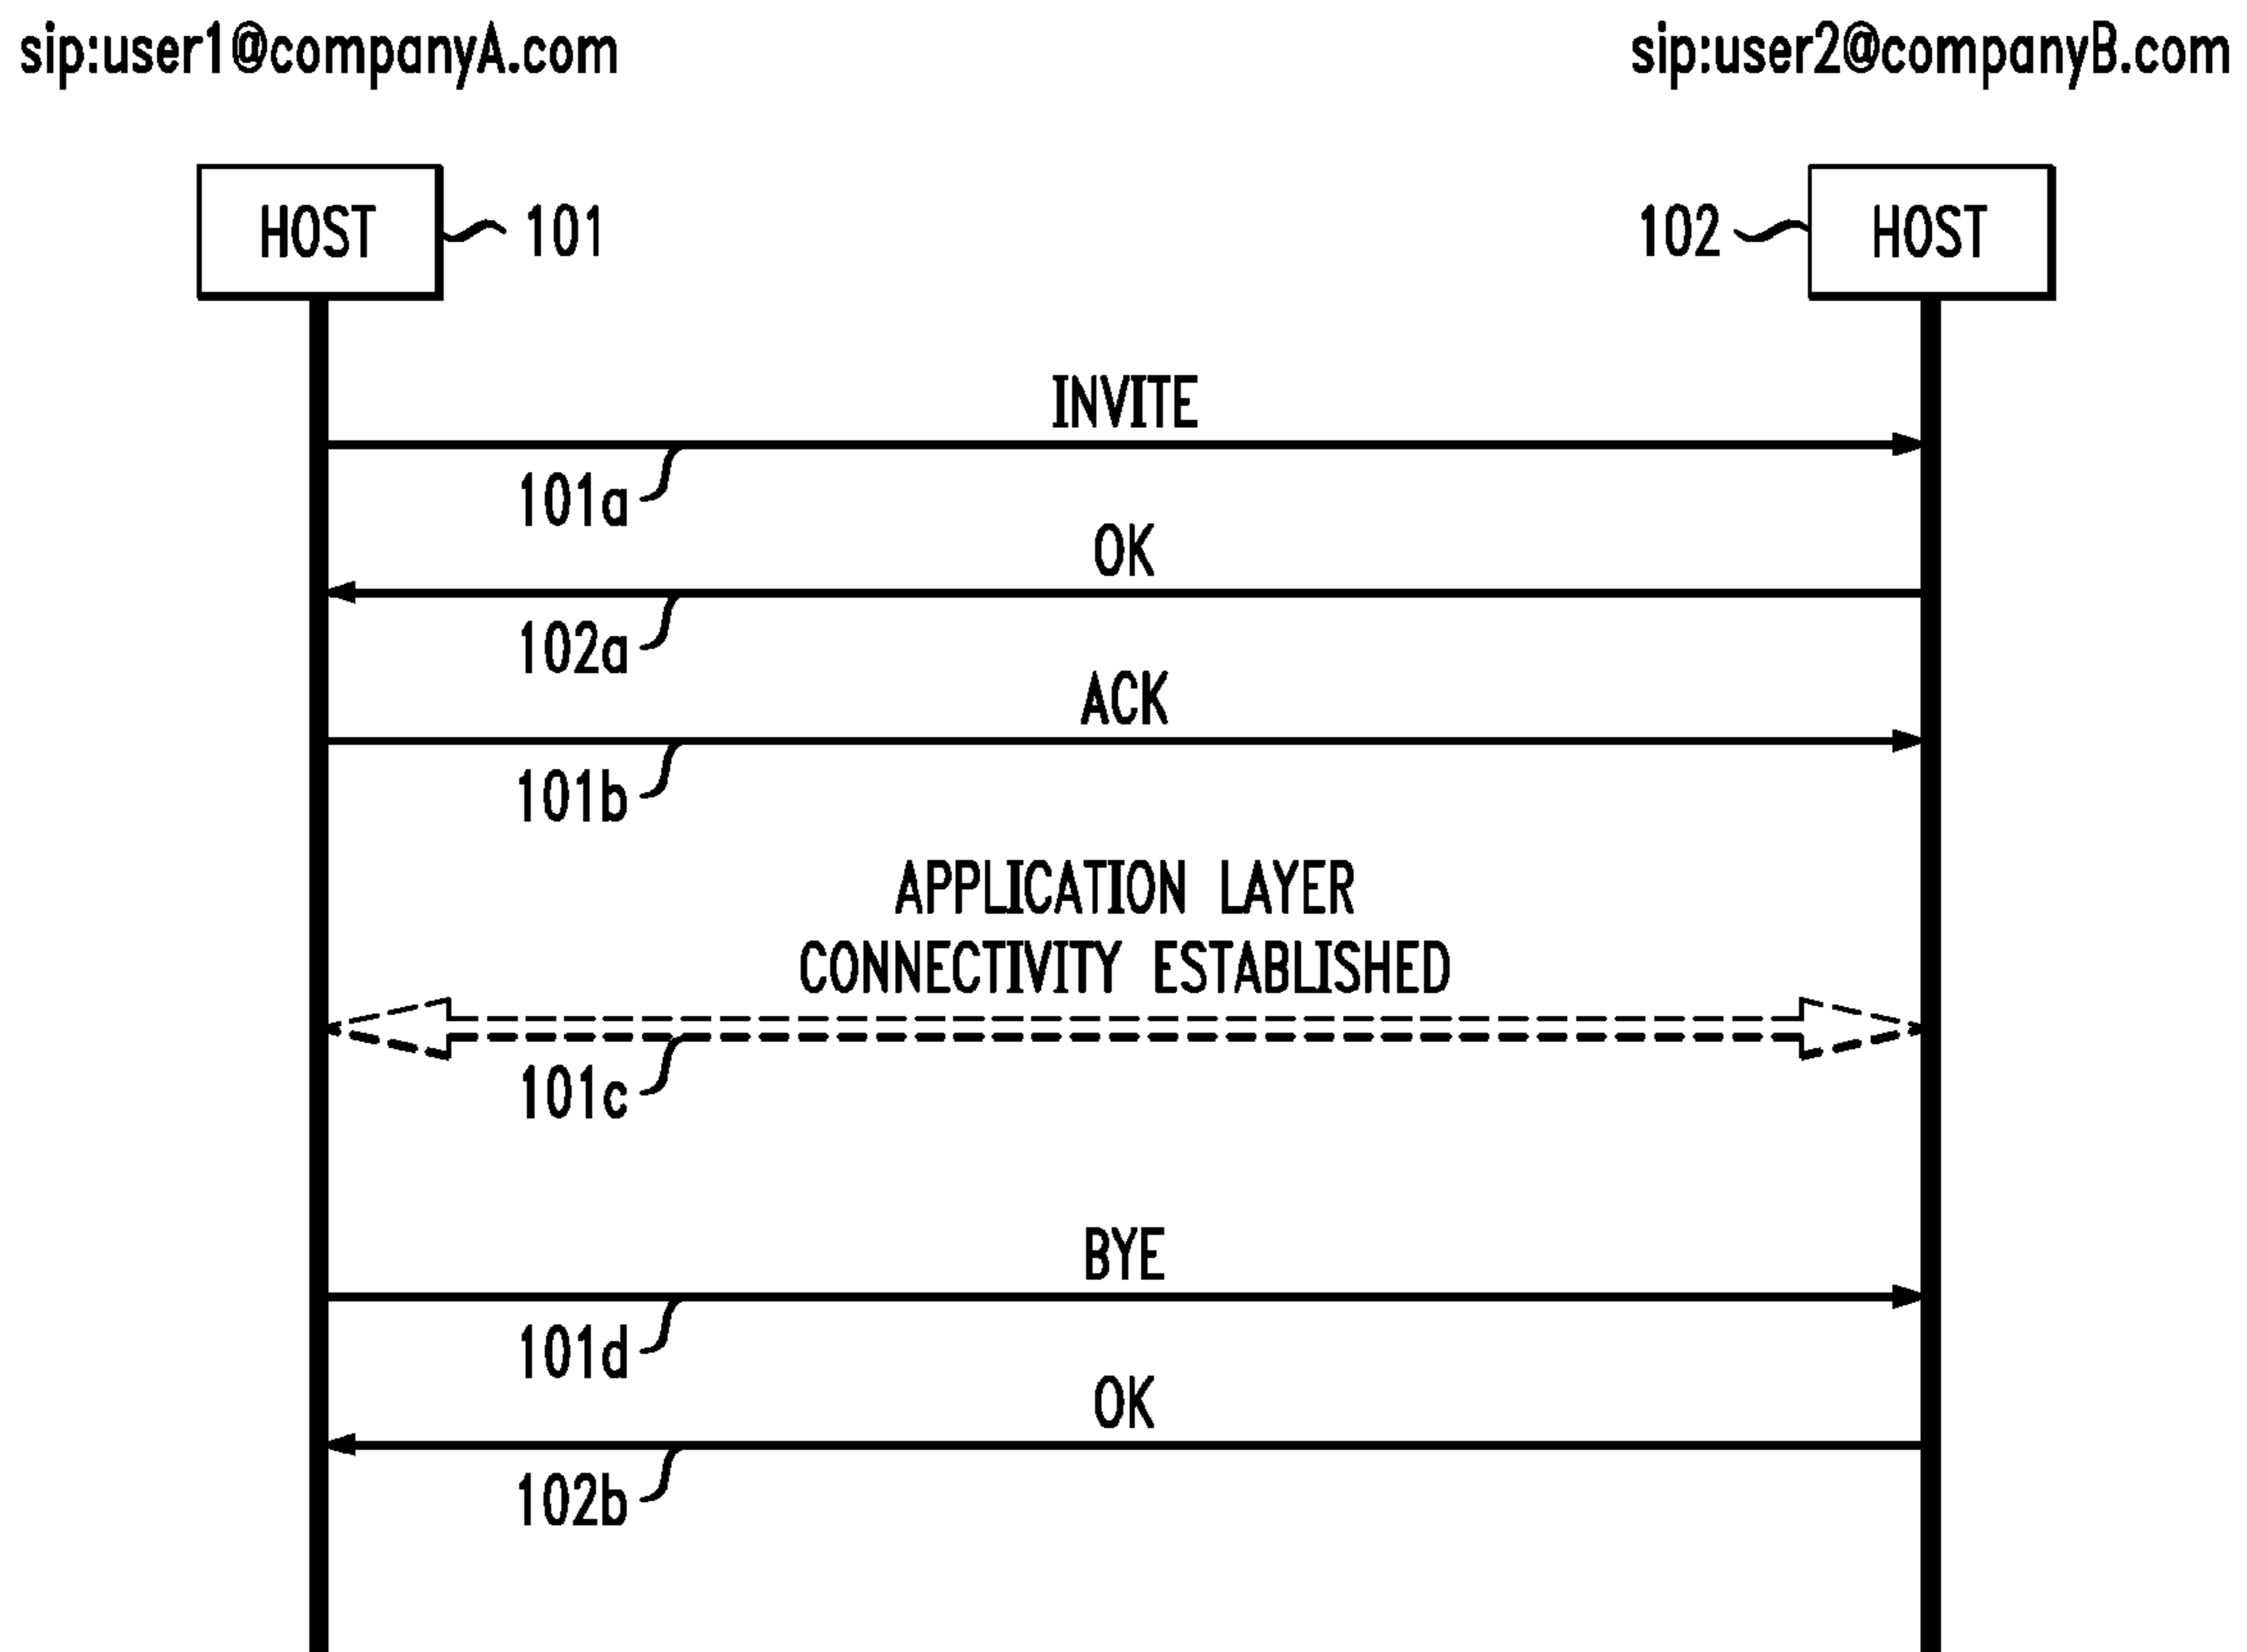 sip:user1@companyA.com
sip:user2@companyB.com
HOST
101
102
HOST
INVITE
101a
OK
102a
ACK
101b
APPLICATION LAYER
CONNECTIVITY ESTABLISHED
101c
BYE
101d
OK
102b